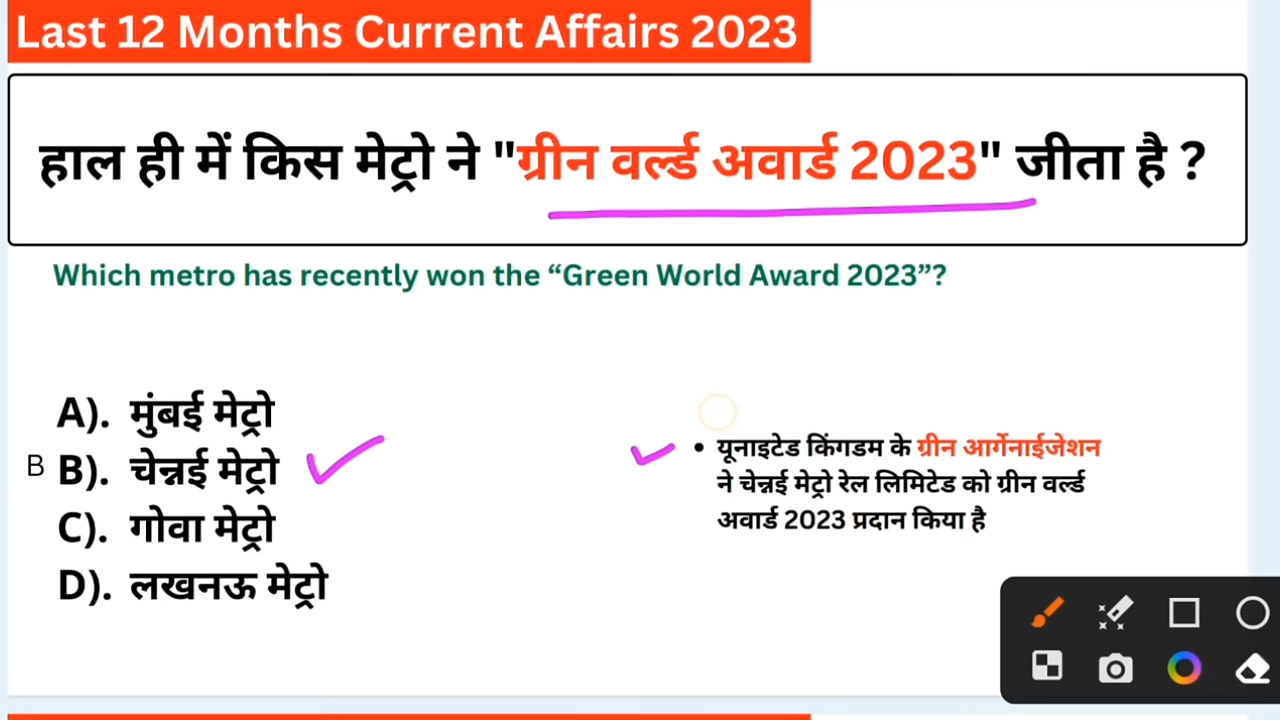 Last 12 Months Current Affairs 2023
हाल ही में किस मेट्रो ने "ग्रीन वर्ल्ड अवार्ड 2023" जीता है ?
Which metro has recently won the “Green World Award 2023”?
A). मुंबई मेट्रो
B B). चेन्नई मेट्रो
C). गोवा मेट्रो
D). लखनऊ मेट्रो
• यूनाइटेड किंगडम के ग्रीन आर्गेनाईजेशन
ने चेन्नई मेट्रो रेल लिमिटेड को ग्रीन वर्ल्ड
अवार्ड 2023 प्रदान किया है